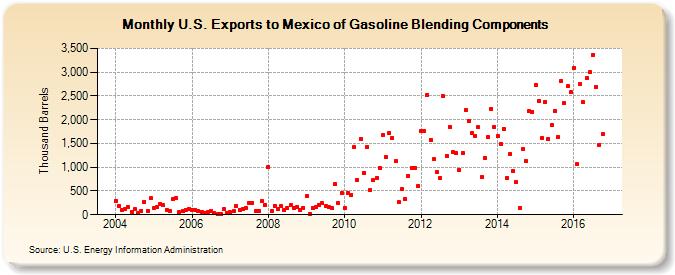 Monthly U.S. Exports to Mexico of Gasoline Blending Components
Thousand Barrels
3,500
3,000
2,500
2,000
1,500
1,000
500
0
2004 2006 2008 2010 2012 2014 2016
Source: U.S. Energy Information Administration